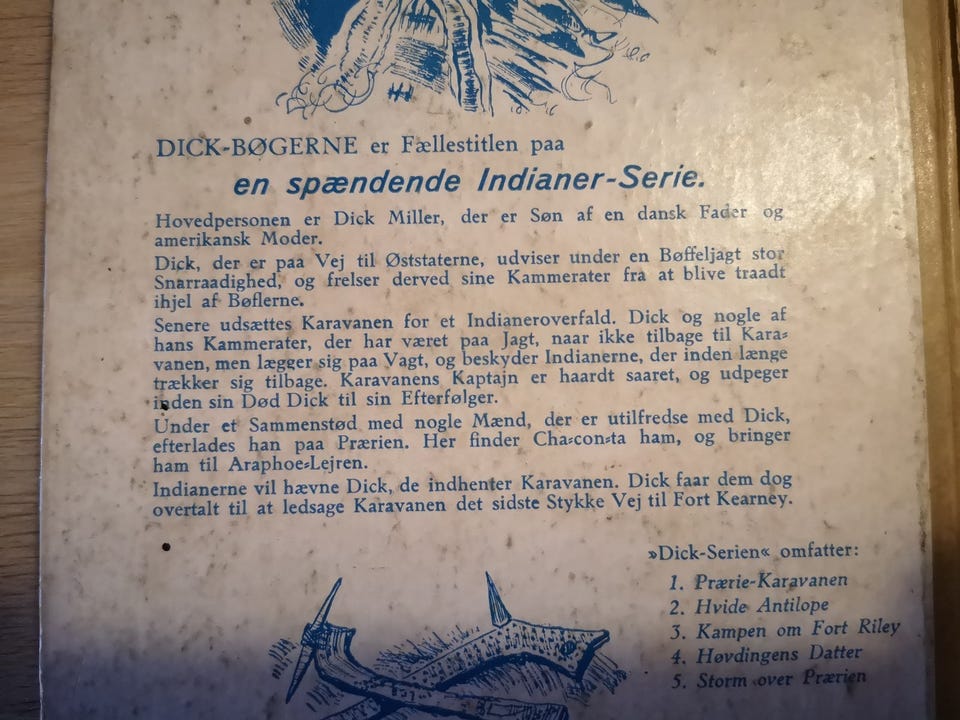 DICK-BØGERNE er Fællestitlen paa
en spændende Indianer-Serie.
Hovedpersonen er Dick Miller, der er Søn af en dansk Fader og
amerikansk Moder.
Dick, der er paa Vej til Øststaterne, udviser under en Bøffeljagt stor
Snarraadighed, og frelser derved sine Kammerater fra at blive traadt
ihjel af Bøflerne.
Senere udsættes Karavanen for et Indianeroverfald. Dick og nogle af
hans Kammerater, der har været paa Jagt, naar ikke tilbage til Kara-
vanen, men lægger sig paa Vagt, og beskyder Indianerne, der inden længe
trækker sig tilbage. Karavanens Kaptajn er haardt saaret, og udpeger
inden sin Død Dick til sin Efterfølger.
Under et Sammenstød med nogle Mænd, der er utilfredse med Dick,
efterlades han paa Prærien. Her finder Cha-con-ta ham, og bringer
ham til Araphoe-Lejren.
Indianerne vil hævne Dick, de indhenter Karavanen. Dick faar dem dog
overtalt til at ledsage Karavanen det sidste Stykke Vej til Fort Kearney.
»Dick-Serien« omfatter:
1. Prærie-Karavanen
2. Hvide Antilope
3. Kampen om Fort Riley
4. Høvdingens Datter
5. Storm over Prærien